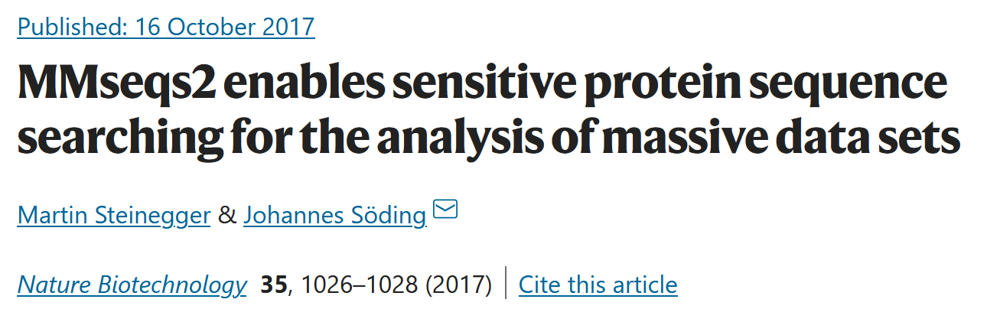 Published: 16 October 2017
MMseqs2 enables sensitive protein sequence
searching for the analysis of massive data sets
Martin Steinegger & Johannes Söding
Nature Biotechnology 35, 1026–1028 (2017) | Cite this article